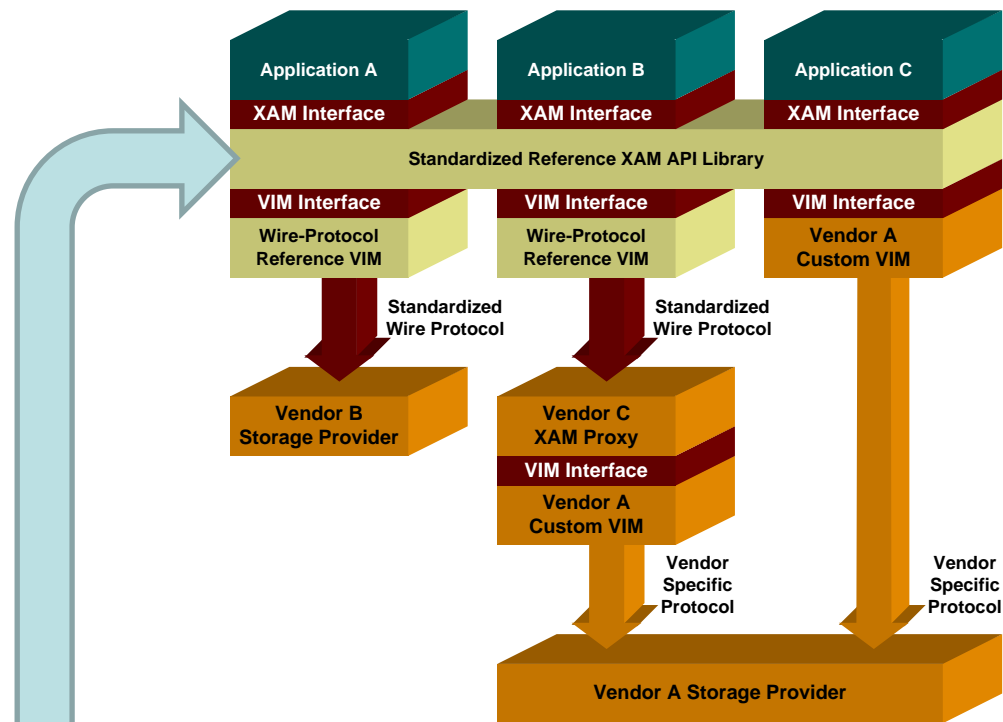 Application A
Application B
Application C
XAM Interface
XAM Interface
XAM Interface
Standardized Reference XAM API Library
VIM Interface
VIM Interface
VIM Interface
Wire-Protocol
Reference VIM
Wire-Protocol
Reference VIM
Vendor A
Custom VIM
Standardized
Wire Protocol
Standardized
Wire Protocol
Vendor B
Storage Provider
Vendor C
XAM Proxy
VIM Interface
Vendor A
Custom VIM
Vendor
Specific
Protocol
Vendor
Specific
Protocol
Vendor A Storage Provider